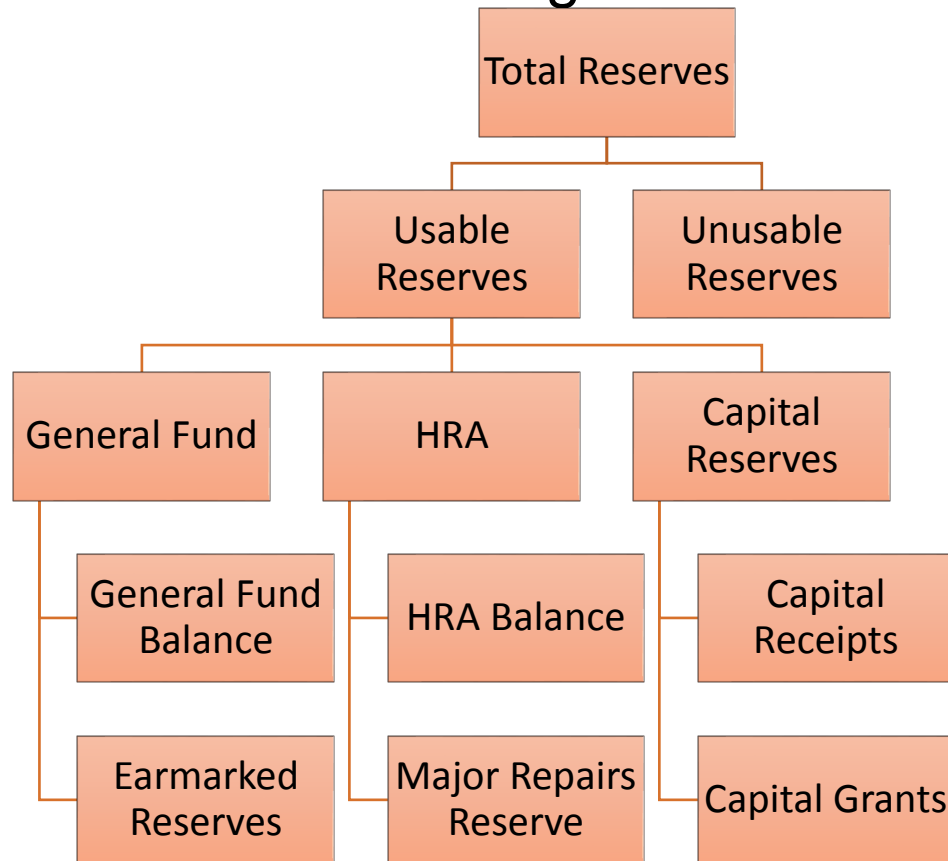 Total Reserves
Usable
Reserves
Unusable
Reserves
General Fund
HRA
Capital
Reserves
General Fund
Balance
HRA Balance
Capital
Receipts
Earmarked
Reserves
Major Repairs
Reserve
Capital Grants